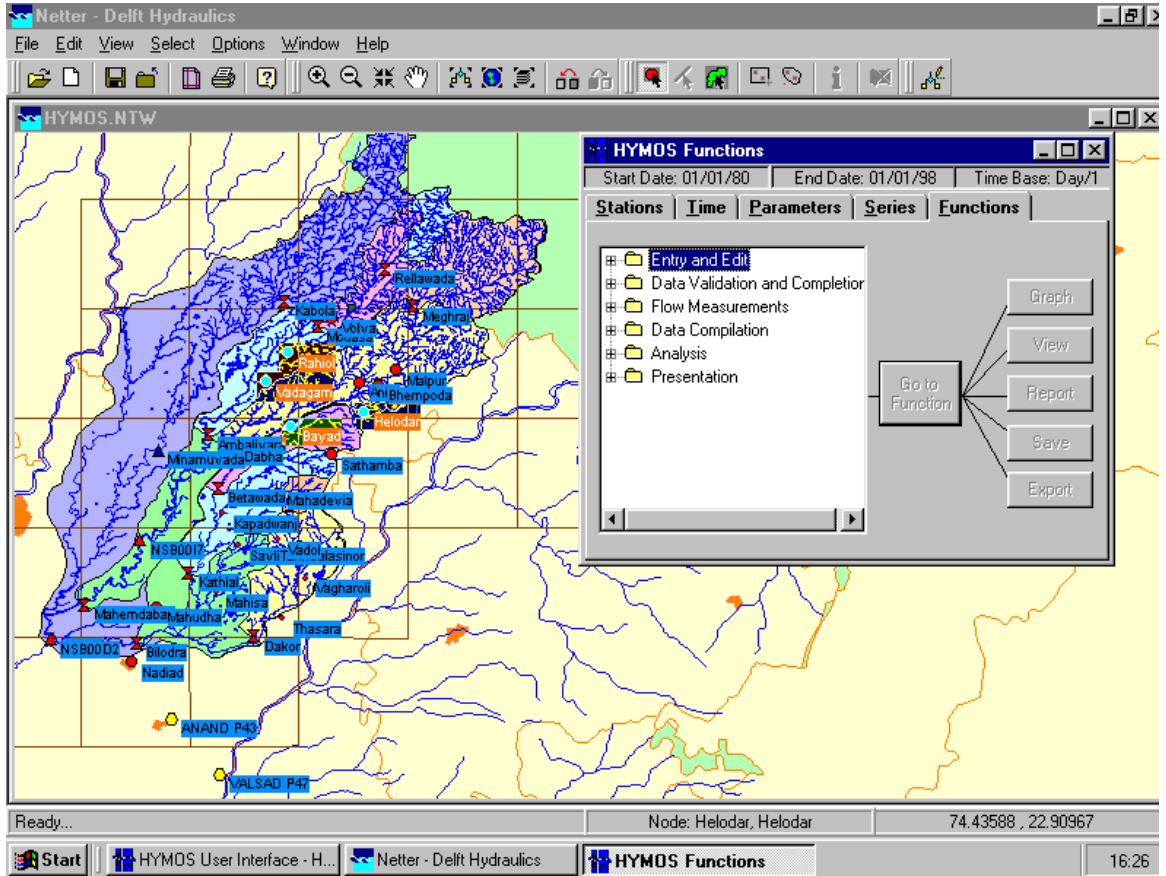 Netter - Delft Hydraulics
File Edit View Select Options Window Help
HYMOS.NTW
HYMOS Functions
Start Date: 01/01/80 End Date: 01/01/98 Time Base: Day/1
Stations Time Parameters Series Functions
Entry and Edit
Data Validation and Completion
Flow Measurements
Data Compilation
Analysis
Presentation
Go to
Function
Graph
View
Report
Save
Export
Rellawada
Kabola
Meghraj
Volva
Rahiol
Malpur
Vadagam
Bhempoda
Helodar
Bayad
Minamuvada
Dabha
Sathamba
Betawada
Mahadevia
Kapadwanj
NSB00I7
Savli
Vadol
Kathlal
Vagharoli
Mahisa
Mahemdaba
Mahudha
Thasara
NSB00D2
Bilodra
Dakor
Nadiad
ANAND P43
VALSAD P47
Ready...
Node: Helodar, Helodar
74.43588 , 22.90967
Start
HYMOS User Interface - H...
Netter - Delft Hydraulics
HYMOS Functions
16:26